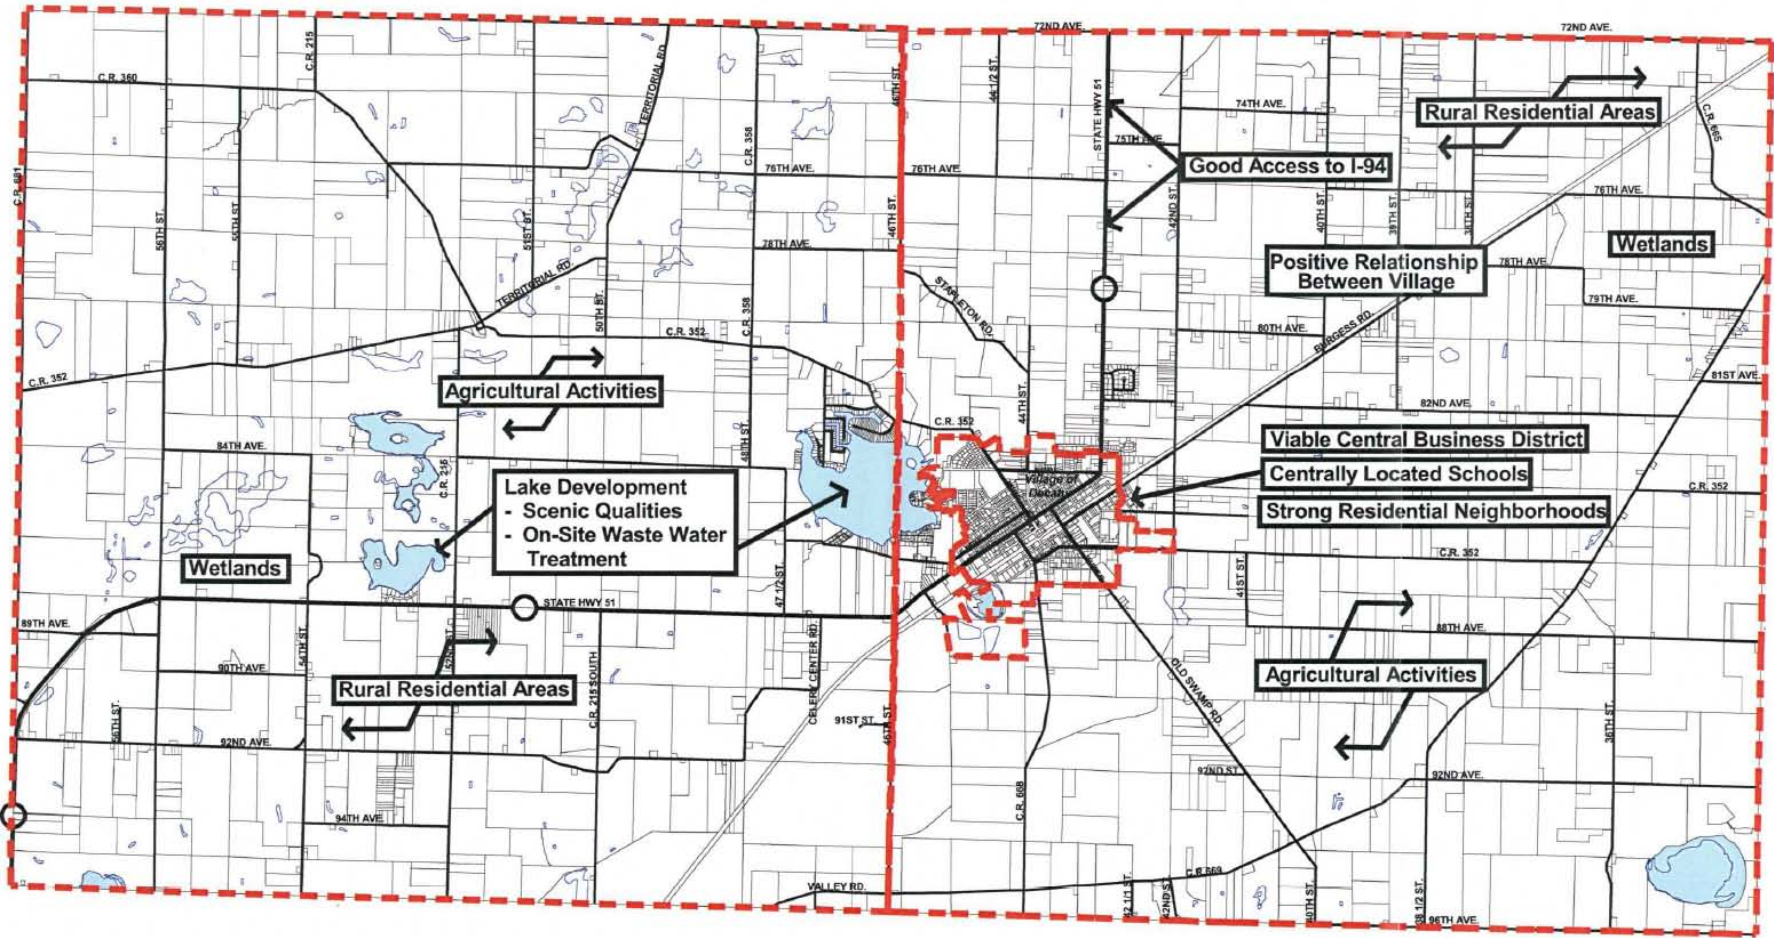 72ND AVE.
72ND AVE.
C.R. 215
TERRITORIAL RD.
46TH ST.
44 1/2 ST.
STATE HWY 51
C.R. 360
74TH AVE.
Rural Residential Areas
C.R. 665
C.R. 358
75TH AVE.
76TH AVE.
76TH AVE.
Good Access to I-94
C.R. 681
76TH AVE.
56TH ST.
55TH ST.
51ST ST.
46TH ST.
42ND ST.
40TH ST.
39TH ST.
78TH AVE.
Wetlands
Positive Relationship
Between Village
78TH AVE.
TERRITORIAL RD.
STAPLETON RD.
79TH AVE.
50TH ST.
C.R. 358
C.R. 352
80TH AVE.
BURGESS RD.
C.R. 352
81ST AVE.
Agricultural Activities
44TH ST.
82ND AVE.
C.R. 352
84TH AVE.
48TH ST.
Viable Central Business District
Centrally Located Schools
Strong Residential Neighborhoods
C.R. 215
Village of
Decatur
C.R. 352
Lake Development
- Scenic Qualities
- On-Site Waste Water
Treatment
Wetlands
C.R. 352
41ST ST.
47 1/2 ST.
STATE HWY 51
89TH AVE.
88TH AVE.
54TH ST.
52ND ST.
CELERY CENTER RD.
90TH AVE.
Rural Residential Areas
C.R. 215 SOUTH
OLD SWAMP RD.
Agricultural Activities
56TH ST.
91ST ST.
46TH ST.
36TH ST.
92ND AVE.
92ND ST.
92ND AVE.
C.R. 668
94TH AVE.
C.R. 669
VALLEY RD.
42 1/1 ST.
42ND ST.
40TH ST.
38 1/2 ST.
96TH AVE.